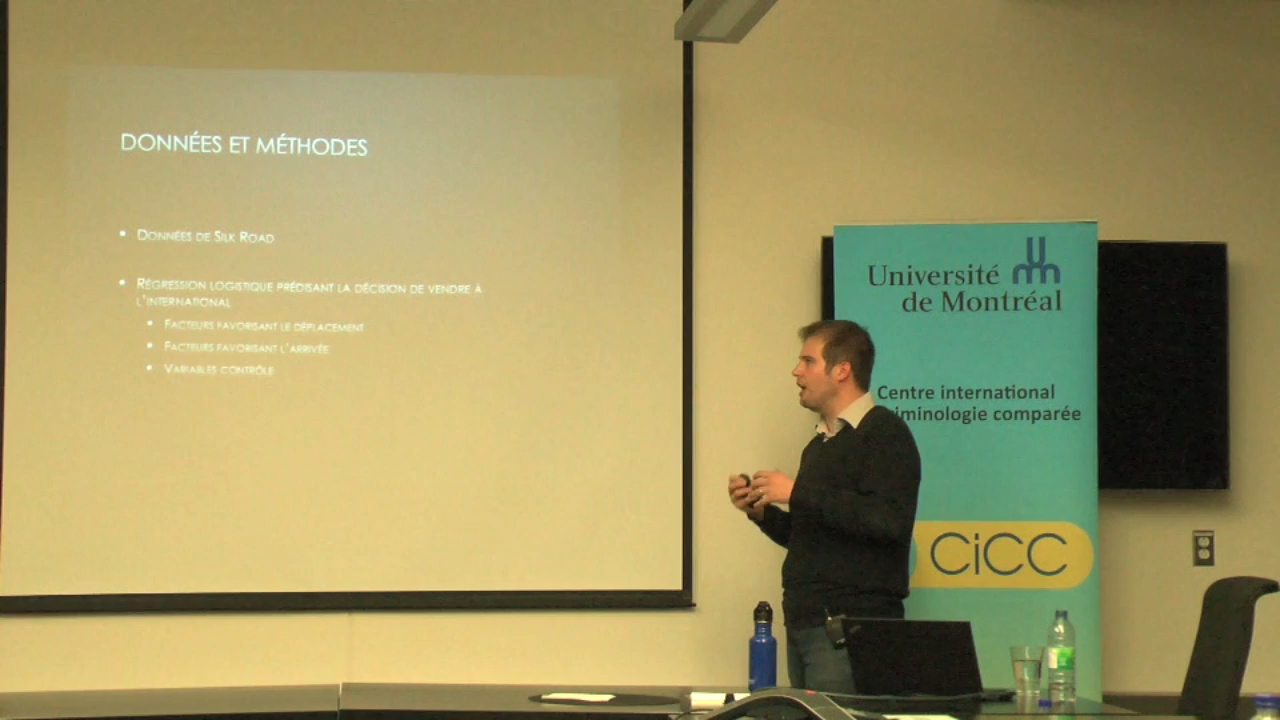 DONNÉES ET MÉTHODES
• DONNÉES DE SILK ROAD
• RÉGRESSION LOGISTIQUE PRÉDISANT LA DÉCISION DE VENDRE À
L'INTERNATIONAL
• FACTEURS FAVORISANT LE DÉPLACEMENT
• FACTEURS FAVORISANT L'ARRIVÉE
• VARIABLES CONTRÔLE
Université
de Montréal
Centre international
iminologie comparée
CiCC